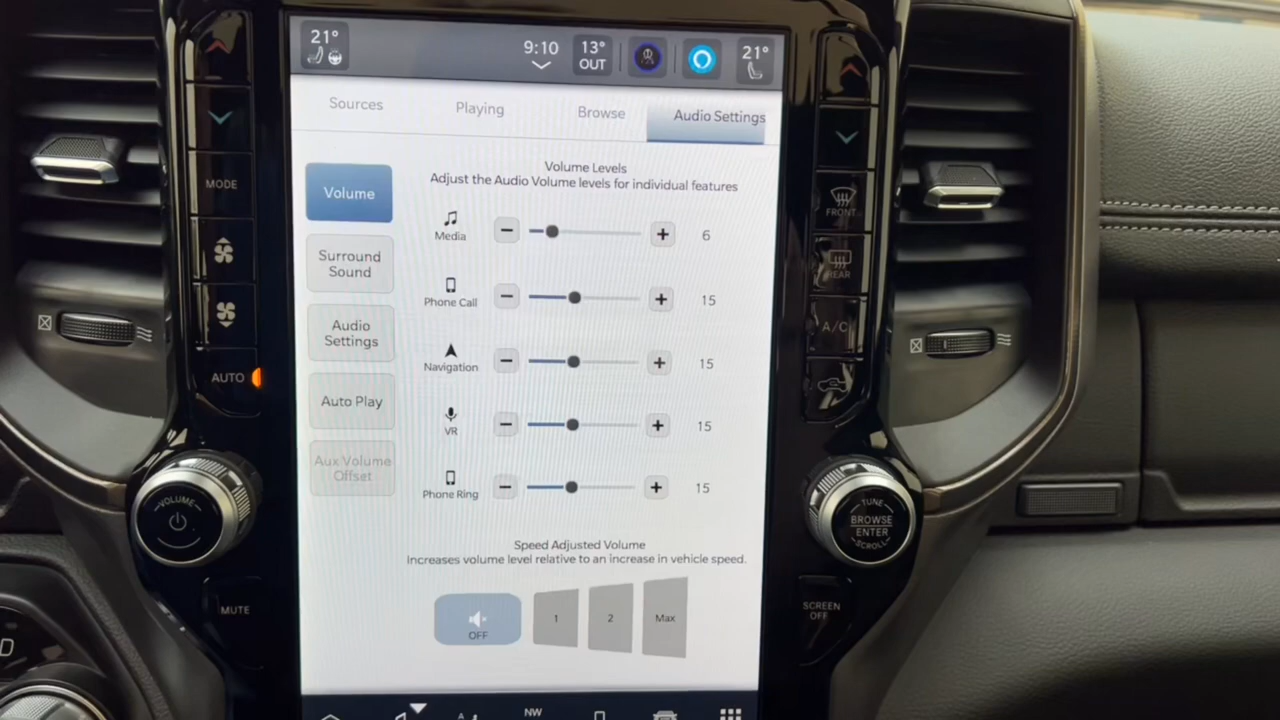 21°
9:10
13°
OUT
21°
Sources
Playing
Browse
Audio Settings
Volume Levels
Adjust the Audio Volume levels for individual features
Volume
Surround
Sound
Audio
Settings
Auto Play
Aux Volume
Offset
Media
6
Phone Call
15
Navigation
15
VR
15
Phone Ring
15
Speed Adjusted Volume
Increases volume level relative to an increase in vehicle speed.
OFF
1
2
Max
NW
MODE
AUTO
VOLUME
MUTE
FRONT
REAR
A/C
TUNE
BROWSE
ENTER
SCROLL
SCREEN
OFF